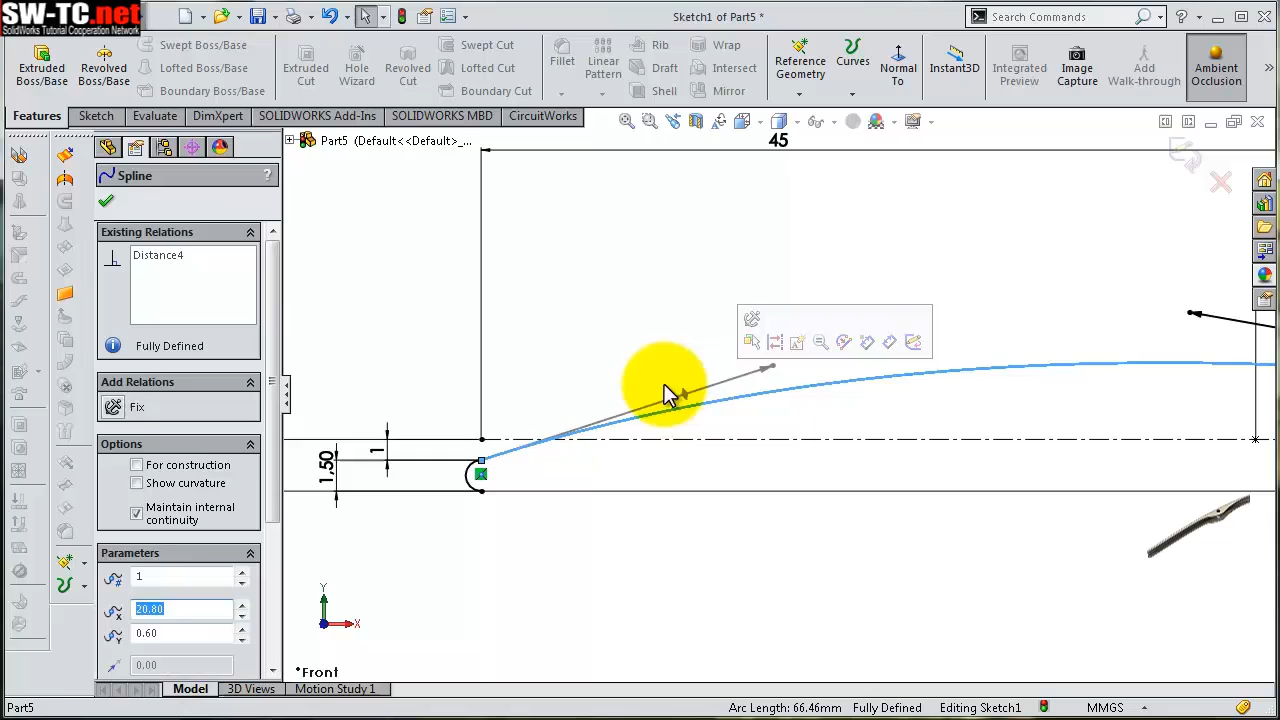 SW-TC.net
SolidWorks Tutorial Cooperation Network
Sketch1 of Part5 *
Search Commands
Extruded Boss/Base
Revolved Boss/Base
Swept Boss/Base
Lofted Boss/Base
Boundary Boss/Base
Extruded Cut
Hole Wizard
Revolved Cut
Swept Cut
Lofted Cut
Boundary Cut
Fillet
Linear Pattern
Rib
Draft
Shell
Wrap
Intersect
Mirror
Reference Geometry
Curves
Normal To
Instant3D
Integrated Preview
Image Capture
Add Walk-through
Ambient Occlusion
Features
Sketch
Evaluate
DimXpert
SOLIDWORKS Add-Ins
SOLIDWORKS MBD
CircuitWorks
Part5 (Default<<Default>_...
45
Spline
?
Existing Relations
Distance4
Fully Defined
Add Relations
Fix
Options
For construction
Show curvature
Maintain internal continuity
Parameters
1
20.80
0.60
0.00
1
1,50
Y
X
*Front
Model
3D Views
Motion Study 1
Part5
Arc Length: 66.46mm
Fully Defined
Editing Sketch1
MMGS